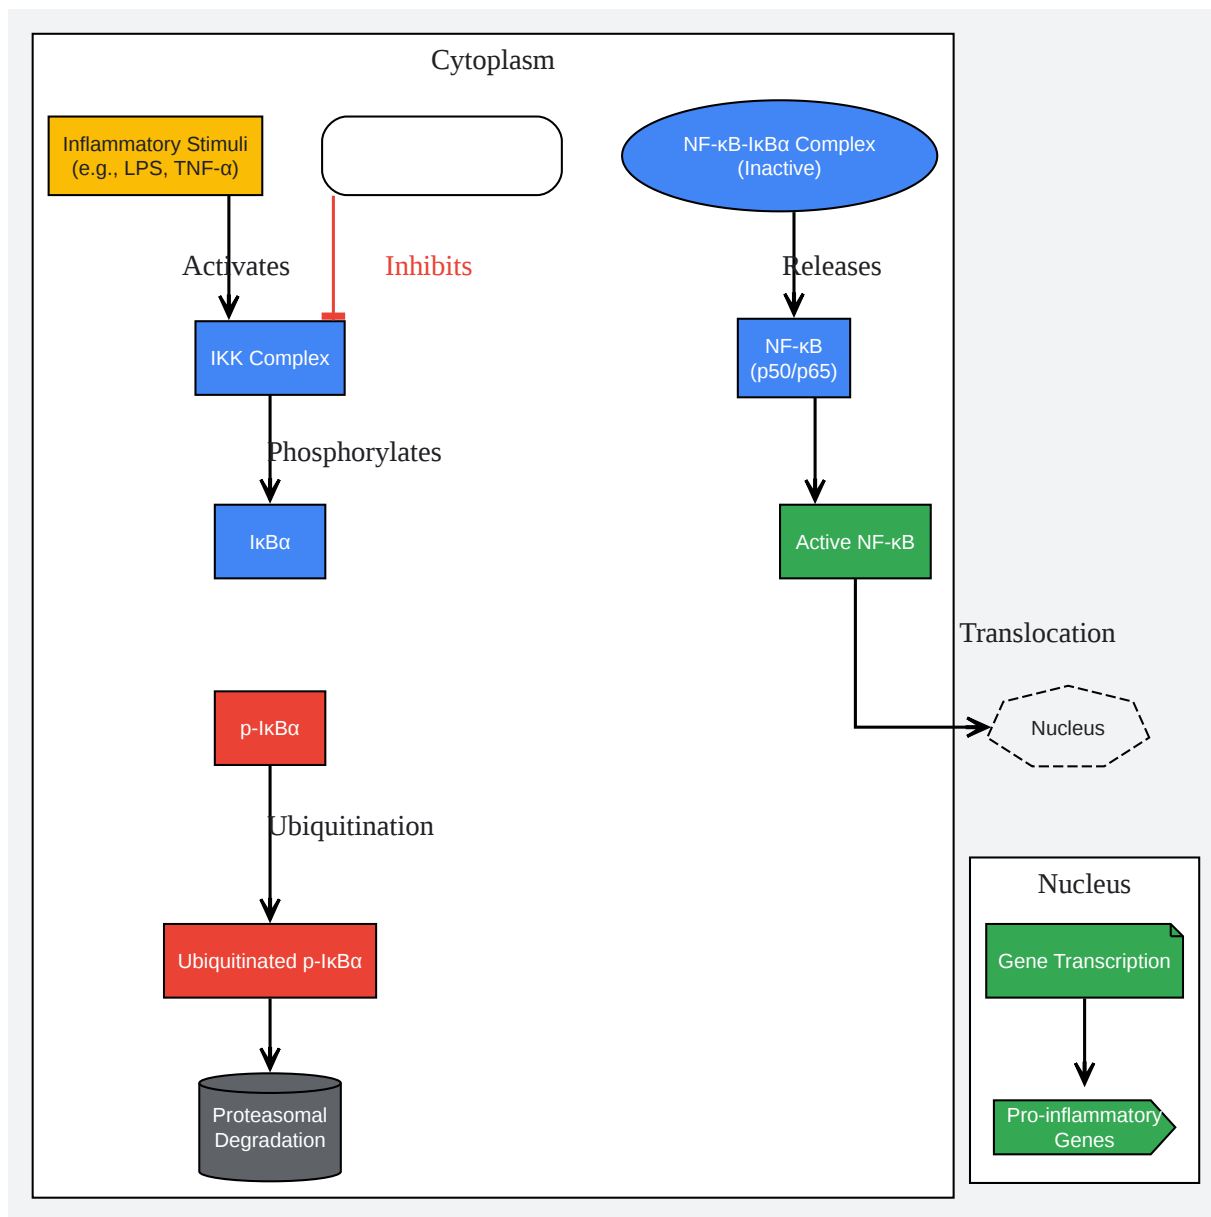 Cytoplasm
Inflammatory Stimuli
(e.g., LPS, TNF-α)
NF-κB-IκBα Complex
(Inactive)
Activates
Inhibits
Releases
IKK Complex
NF-κB
(p50/p65)
Phosphorylates
IκBα
Active NF-κB
Translocation
p-IκBα
Nucleus
Ubiquitination
Nucleus
Ubiquitinated p-IκBα
Gene Transcription
Proteasomal
Degradation
Pro-inflammatory
Genes